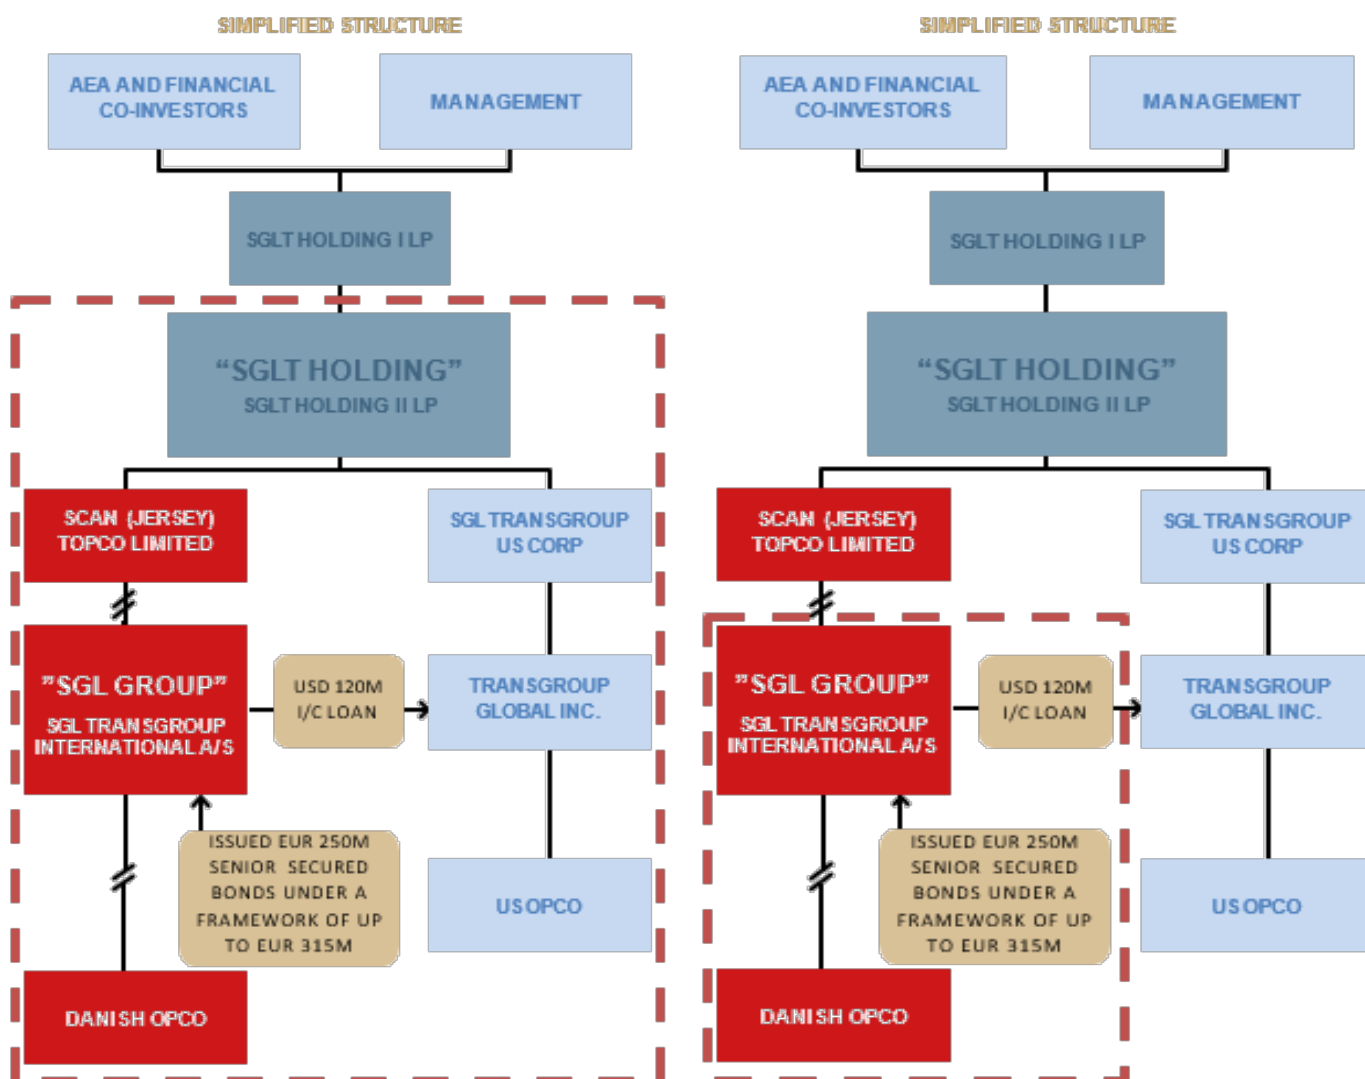 SIMPLIFIED STRUCTURE
AEA AND FINANCIAL
CO-INVESTORS
MANAGEMENT
SGLT HOLDING I LP
“SGLT HOLDING”
SGLT HOLDING II LP
SCAN (JERSEY)
TOPCO LIMITED
SGL TRANSGROUP
US CORP
”SGL GROUP”
SGL TRANSGROUP
INTERNATIONAL A/S
USD 120M
I/C LOAN
TRANSGROUP
GLOBAL INC.
ISSUED EUR 250M
SENIOR SECURED
BONDS UNDER A
FRAMEWORK OF UP
TO EUR 315M
US OPCO
DANISH OPCO
SIMPLIFIED STRUCTURE
AEA AND FINANCIAL
CO-INVESTORS
MANAGEMENT
SGLT HOLDING I LP
“SGLT HOLDING”
SGLT HOLDING II LP
SCAN (JERSEY)
TOPCO LIMITED
SGL TRANSGROUP
US CORP
”SGL GROUP”
SGL TRANSGROUP
INTERNATIONAL A/S
USD 120M
I/C LOAN
TRANSGROUP
GLOBAL INC.
ISSUED EUR 250M
SENIOR SECURED
BONDS UNDER A
FRAMEWORK OF UP
TO EUR 315M
US OPCO
DANISH OPCO